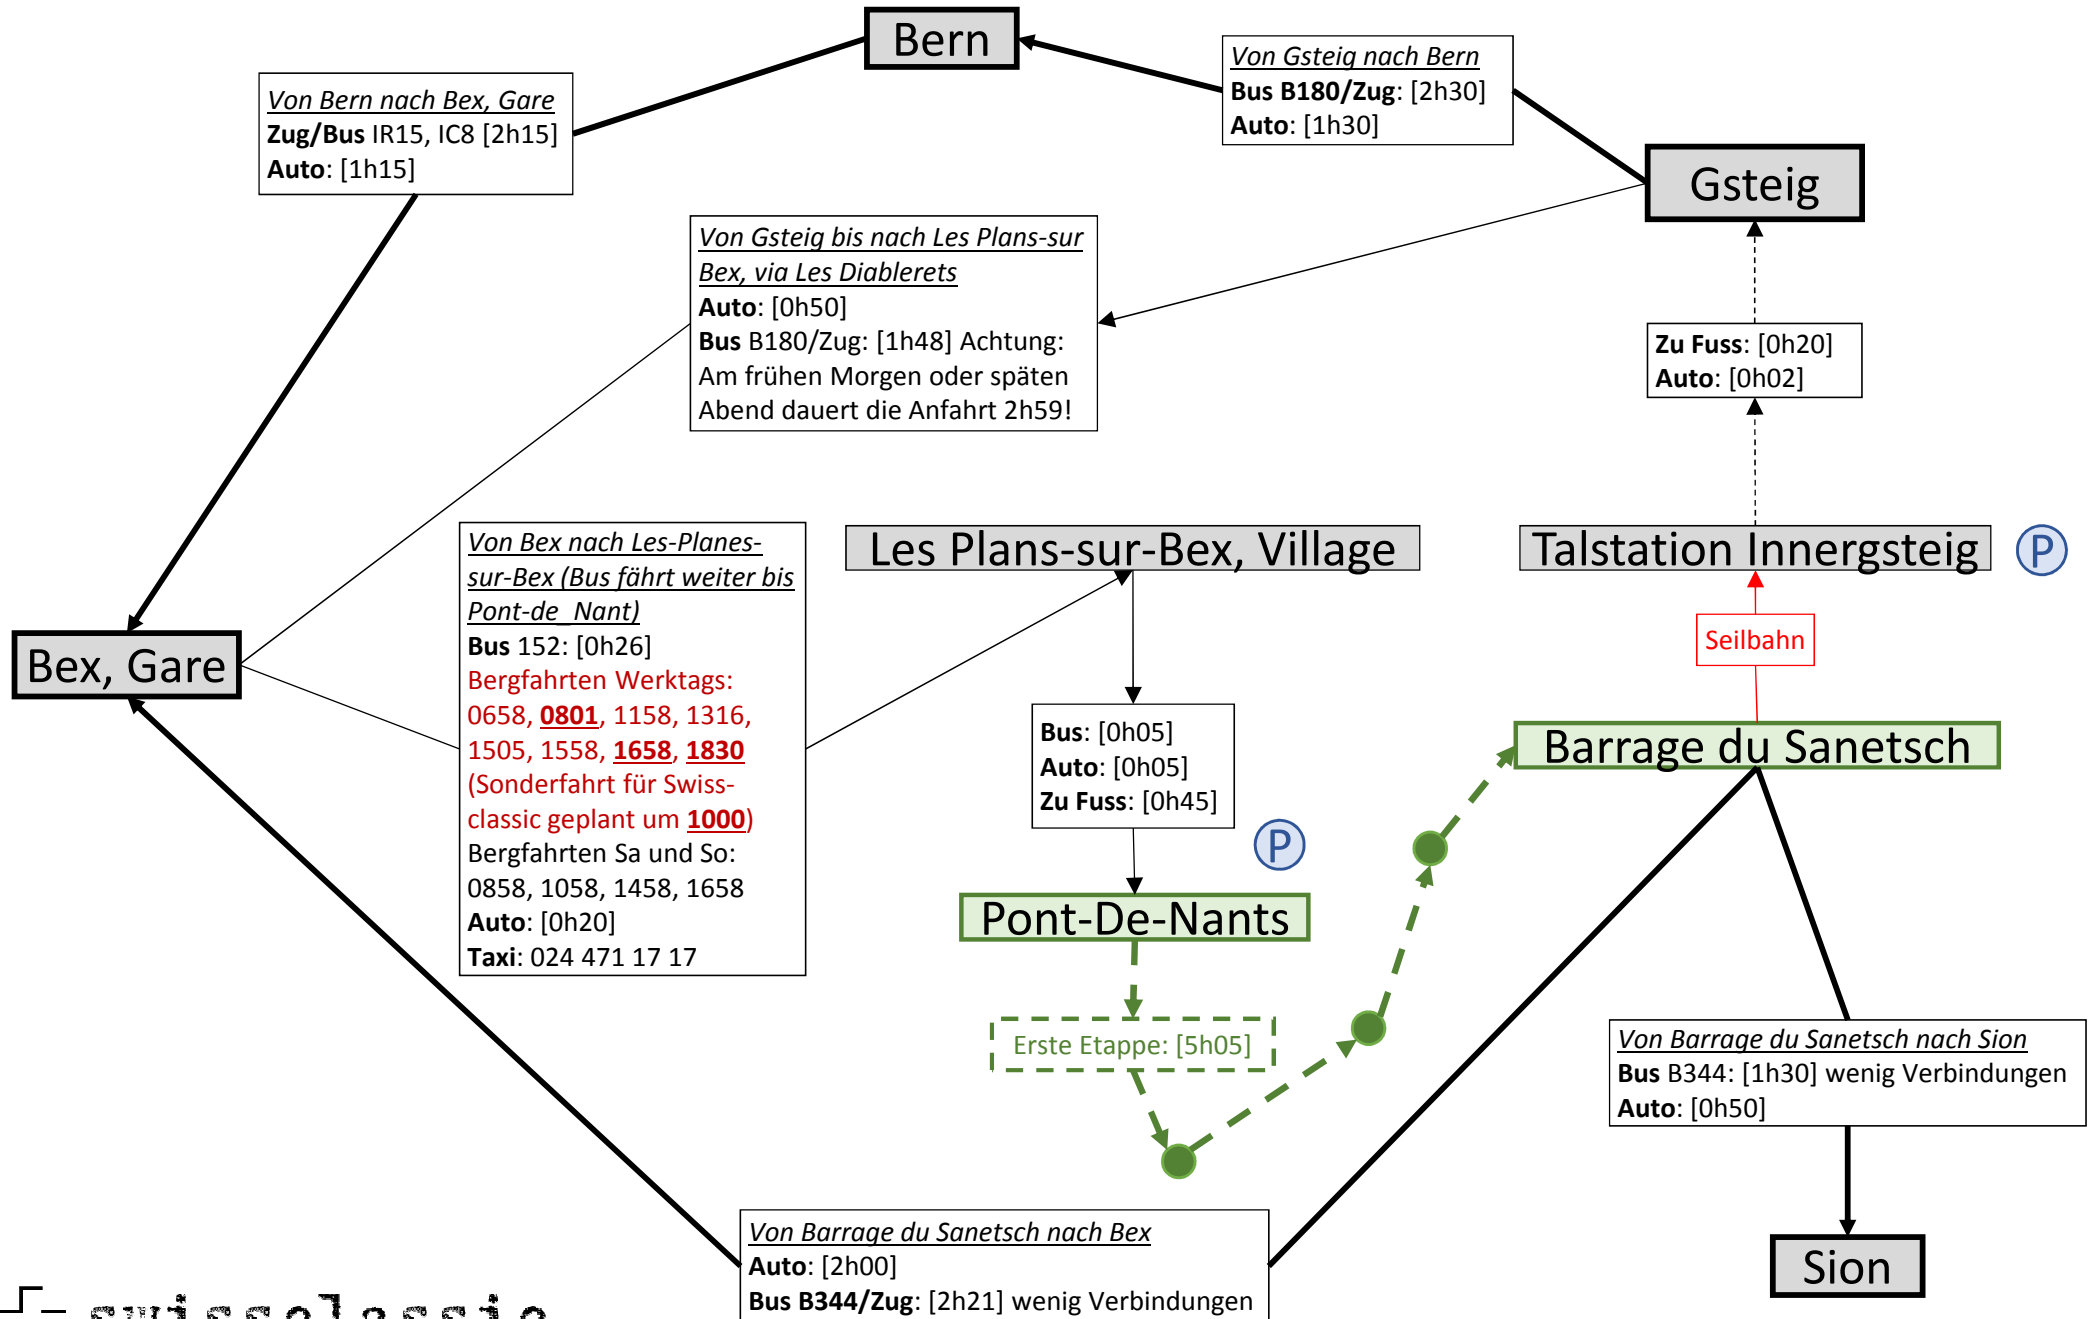 Bern
Von Gsteig nach Bern
Bus B180/Zug: [2h30]
Auto: [1h30]
Von Bern nach Bex, Gare
Zug/Bus IR15, IC8 [2h15]
Auto: [1h15]
Gsteig
Von Gsteig bis nach Les Plans-sur
Bex, via Les Diablerets
Auto: [0h50]
Bus B180/Zug: [1h48] Achtung:
Am frühen Morgen oder späten
Abend dauert die Anfahrt 2h59!
Zu Fuss: [0h20]
Auto: [0h02]
Von Bex nach Les-Planes-
sur-Bex (Bus fährt weiter bis
Pont-de_Nant)
Bus 152: [0h26]
Bergfahrten Werktags:
0658, 0801, 1158, 1316,
1505, 1558, 1658, 1830
(Sonderfahrt für Swiss-
classic geplant um 1000)
Bergfahrten Sa und So:
0858, 1058, 1458, 1658
Auto: [0h20]
Taxi: 024 471 17 17
Les Plans-sur-Bex, Village
Talstation Innergsteig
P
Seilbahn
Bex, Gare
Bus: [0h05]
Auto: [0h05]
Zu Fuss: [0h45]
Barrage du Sanetsch
P
Pont-De-Nants
Erste Etappe: [5h05]
Von Barrage du Sanetsch nach Sion
Bus B344: [1h30] wenig Verbindungen
Auto: [0h50]
Von Barrage du Sanetsch nach Bex
Auto: [2h00]
Bus B344/Zug: [2h21] wenig Verbindungen
Sion
swissclassic